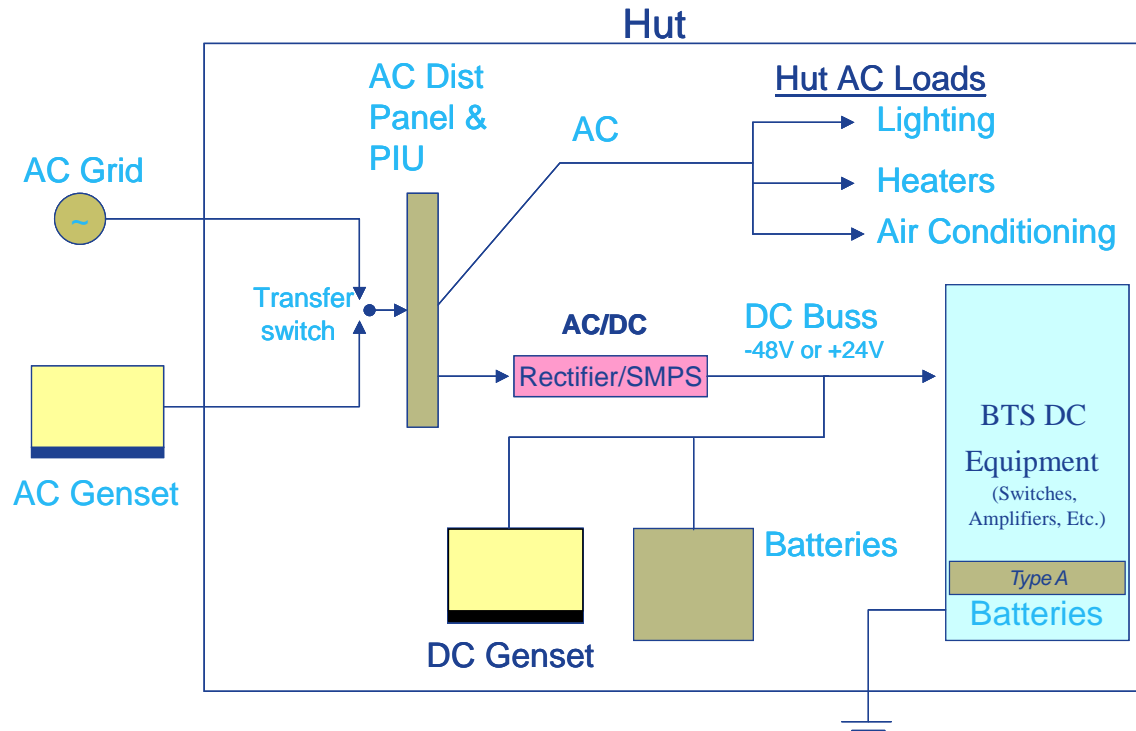 Hut
AC Dist
Panel &
PIU
Hut AC Loads
AC
Lighting
Heaters
Air Conditioning
AC Grid
~
Transfer
switch
AC/DC
Rectifier/SMPS
DC Buss
-48V or +24V
AC Genset
BTS DC
Equipment
(Switches,
Amplifiers, Etc.)
Type A
Batteries
Batteries
DC Genset